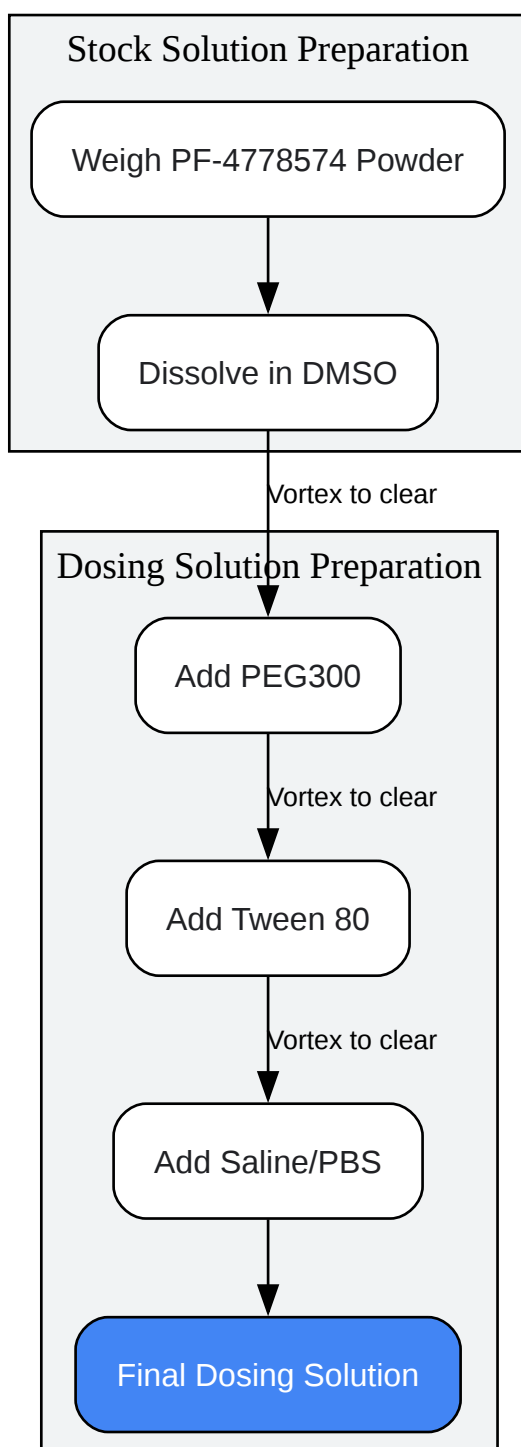 Stock Solution Preparation
Weigh PF-4778574 Powder
Dissolve in DMSO
Vortex to clear
Dosing Solution Preparation
Add PEG300
Vortex to clear
Add Tween 80
Vortex to clear
Add Saline/PBS
Final Dosing Solution